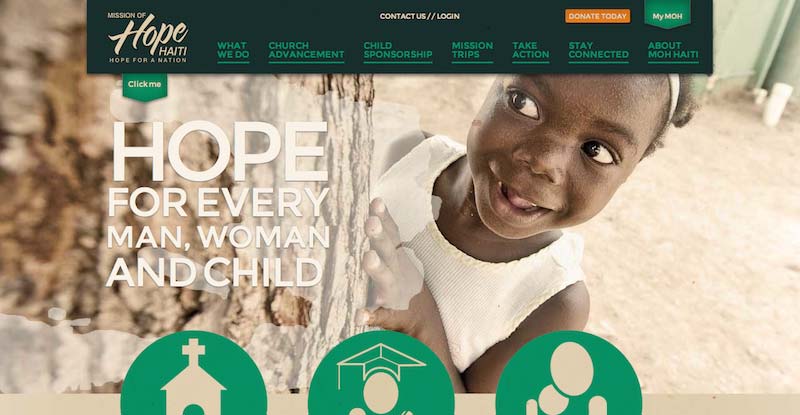 MISSION OF
Hope
HAITI
HOPE FOR A NATION
CONTACT US // LOGIN
DONATE TODAY
My MOH
WHAT
WE DO
CHURCH
ADVANCEMENT
CHILD
SPONSORSHIP
MISSION
TRIPS
TAKE
ACTION
STAY
CONNECTED
ABOUT
MOH HAITI
Click me
HOPE
FOR EVERY
MAN, WOMAN
AND CHILD